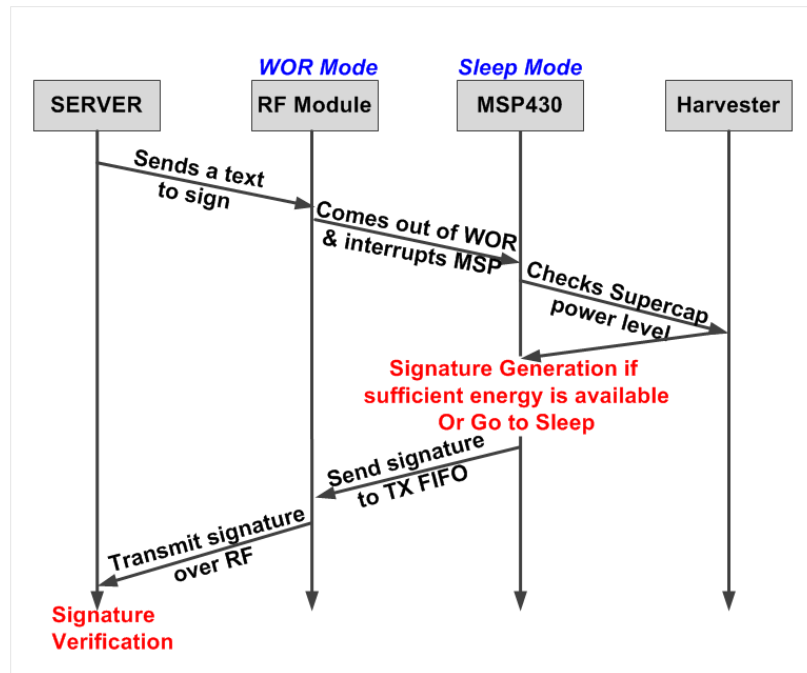 WOR Mode
Sleep Mode
SERVER
RF Module
MSP430
Harvester
Sends a text
to sign
Comes out of WOR
& interrupts MSP
Checks Supercap
power level
Signature Generation if
sufficient energy is available
Or Go to Sleep
Send signature
to TX FIFO
Transmit signature
over RF
Signature
Verification